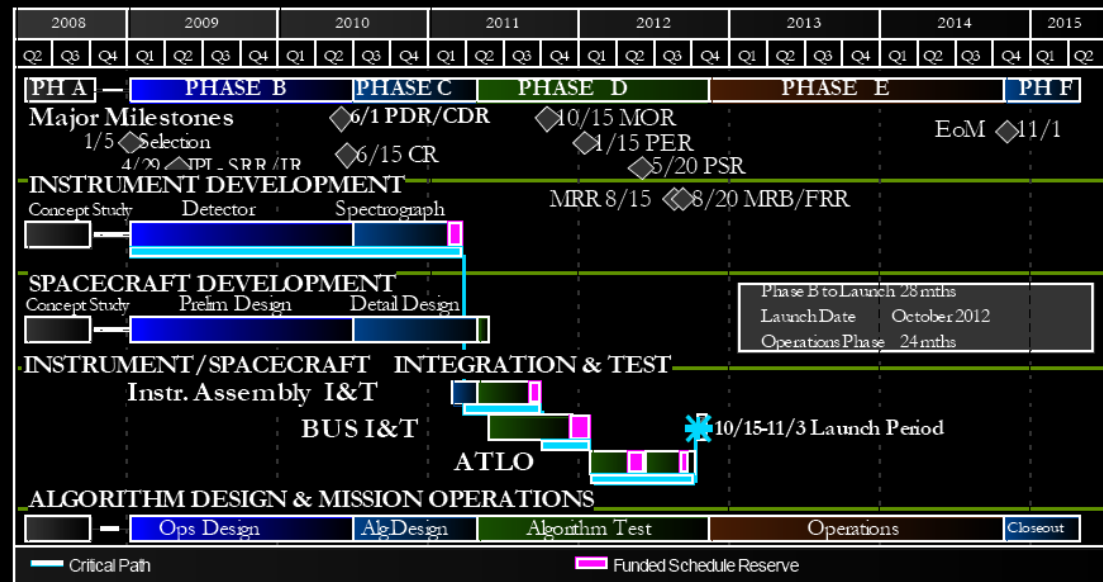 2008 2009 2010 2011 2012 2013 2014 2015
Q2 Q3 Q4 Q1 Q2 Q3 Q4 Q1 Q2 Q3 Q4 Q1 Q2 Q3 Q4 Q1 Q2 Q3 Q4 Q1 Q2 Q3 Q4 Q1 Q2 Q3 Q4 Q1 Q2
PH A PHASE B PHASE C PHASE D PHASE E PH F
Major Milestones 6/1 PDR/CDR 10/15 MOR
1/5 Selection 1/15 PER EoM 11/1
4/29 JPL - SRR /IR 6/15 CR 5/20 PSR
INSTRUMENT DEVELOPMENT
MRR 8/15 8/20 MRB/FRR
Concept Study Detector Spectrograph
SPACECRAFT DEVELOPMENT
Concept Study Prelim Design Detail Design
Phase B to Launch 28 mths
Launch Date October 2012
Operations Phase 24 mths
INSTRUMENT/SPACECRAFT INTEGRATION & TEST
Instr. Assembly I&T
BUS I&T
10/15-11/3 Launch Period
ATLO
ALGORITHM DESIGN & MISSION OPERATIONS
Ops Design Alg.Design Algorithm Test Operations Closeout
Critical Path Funded Schedule Reserve